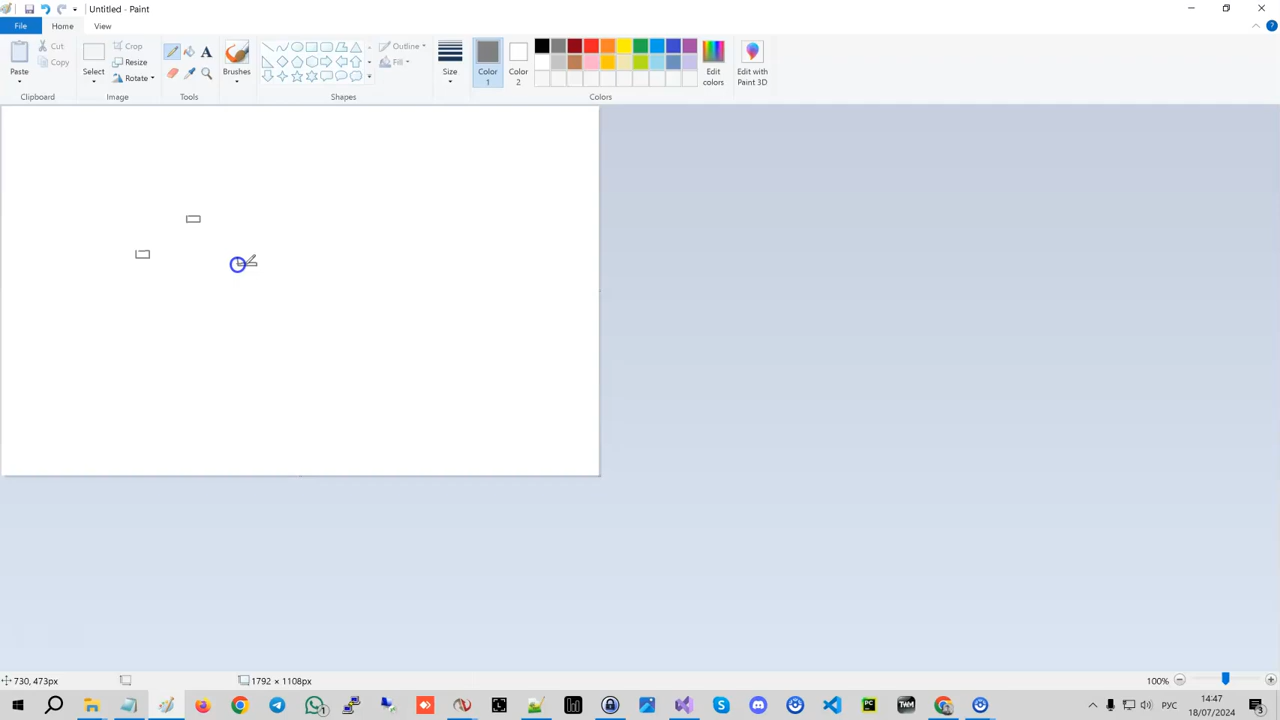 Untitled - Paint
File
Home
View
Paste
Cut
Copy
Clipboard
Select
Crop
Resize
Rotate
Image
Tools
Brushes
Shapes
Outline
Fill
Size
Color 1
Color 2
Edit colors
Edit with Paint 3D
Colors
730, 473px
1792 × 1108px
100%
РУС
14:47
18/07/2024